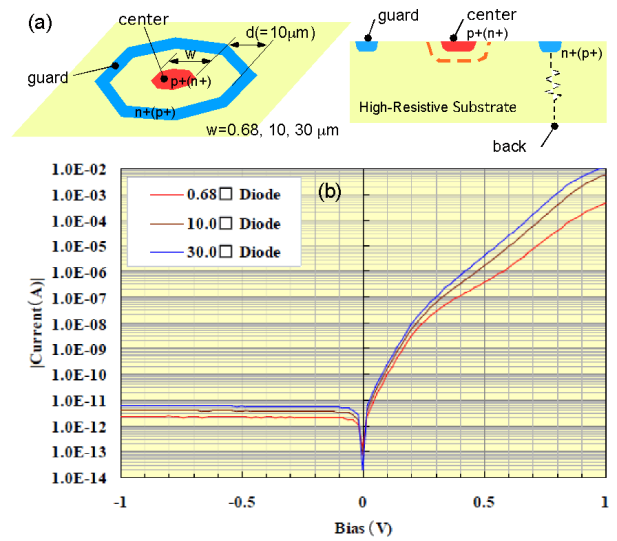 (a)
center
d(=10μm)
w
guard
p+(n+)
n+(p+)
w=0.68, 10, 30 μm
guard
center
p+(n+)
n+(p+)
High-Resistive Substrate
back
(b)
1.0E-02
1.0E-03
1.0E-04
1.0E-05
1.0E-06
1.0E-07
1.0E-08
1.0E-09
1.0E-10
1.0E-11
1.0E-12
1.0E-13
1.0E-14
|Current(A)|
0.68□ Diode
10.0□ Diode
30.0□ Diode
-1 -0.5 0 0.5 1
Bias(V)